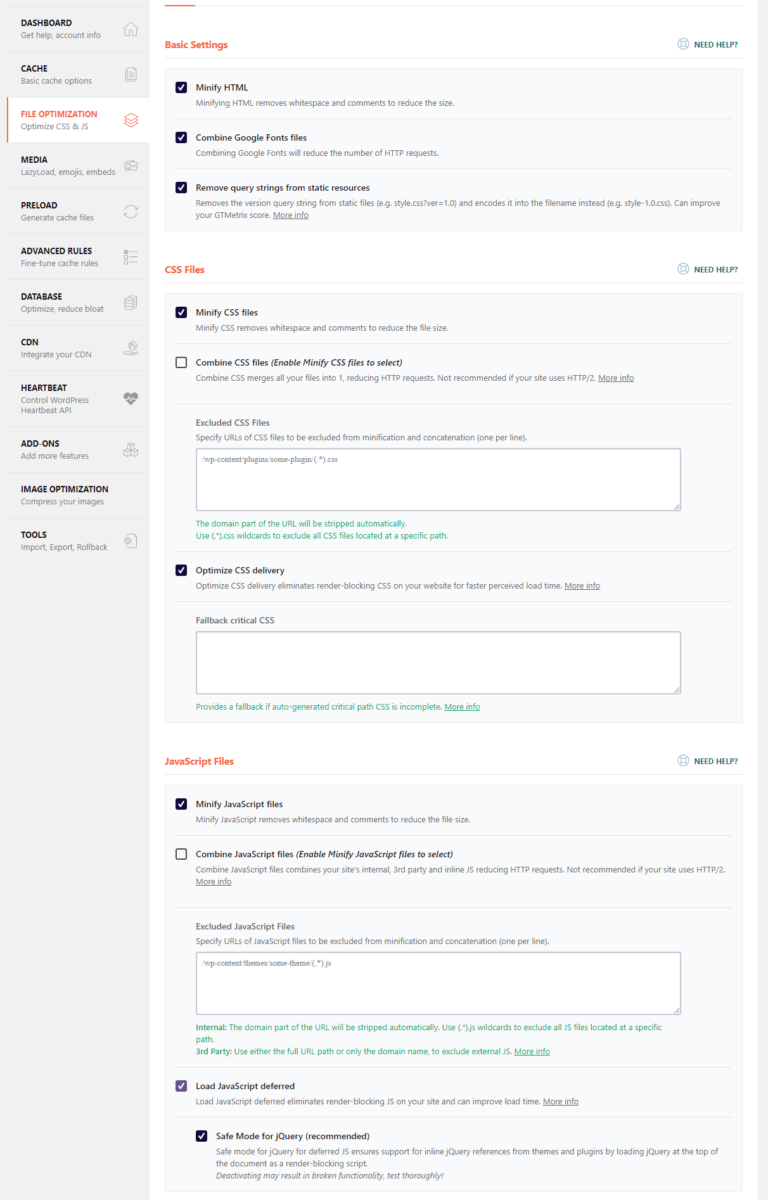 DASHBOARD
Get help, account info
CACHE
Basic cache options
FILE OPTIMIZATION
Optimize CSS & JS
MEDIA
LazyLoad, emojis, embeds
PRELOAD
Generate cache files
ADVANCED RULES
Fine-tune cache rules
DATABASE
Optimize, reduce bloat
CDN
Integrate your CDN
HEARTBEAT
Control WordPress
Heartbeat API
ADD-ONS
Add more features
IMAGE OPTIMIZATION
Compress your images
TOOLS
Import, Export, Rollback
Basic Settings
NEED HELP?
Minify HTML
Minifying HTML removes whitespace and comments to reduce the size.
Combine Google Fonts files
Combining Google Fonts will reduce the number of HTTP requests.
Remove query strings from static resources
Removes the version query string from static files (e.g. style.css?ver=1.0) and encodes it into the filename instead (e.g. style-1.0.css). Can improve
your GTMetrix score. More info
CSS Files
NEED HELP?
Minify CSS files
Minify CSS removes whitespace and comments to reduce the file size.
Combine CSS files (Enable Minify CSS files to select)
Combine CSS merges all your files into 1, reducing HTTP requests. Not recommended if your site uses HTTP/2. More info
Excluded CSS Files
Specify URLs of CSS files to be excluded from minification and concatenation (one per line).
/wp-content/plugins/some-plugin/(.*).css
The domain part of the URL will be stripped automatically.
Use (.*).css wildcards to exclude all CSS files located at a specific path.
Optimize CSS delivery
Optimize CSS delivery eliminates render-blocking CSS on your website for faster perceived load time. More info
Fallback critical CSS
Provides a fallback if auto-generated critical path CSS is incomplete. More info
JavaScript Files
NEED HELP?
Minify JavaScript files
Minify JavaScript removes whitespace and comments to reduce the file size.
Combine JavaScript files (Enable Minify JavaScript files to select)
Combine JavaScript files combines your site's internal, 3rd party and inline JS reducing HTTP requests. Not recommended if your site uses HTTP/2.
More info
Excluded JavaScript Files
Specify URLs of JavaScript files to be excluded from minification and concatenation (one per line).
/wp-content/themes/some-theme/(.*).js
Internal: The domain part of the URL will be stripped automatically. Use (.*).js wildcards to exclude all JS files located at a specific
path.
3rd Party: Use either the full URL path or only the domain name, to exclude external JS. More info
Load JavaScript deferred
Load JavaScript deferred eliminates render-blocking JS on your site and can improve load time. More info
Safe Mode for jQuery (recommended)
Safe mode for jQuery for deferred JS ensures support for inline jQuery references from themes and plugins by loading jQuery at the top of
the document as a render-blocking script.
Deactivating may result in broken functionality, test thoroughly!